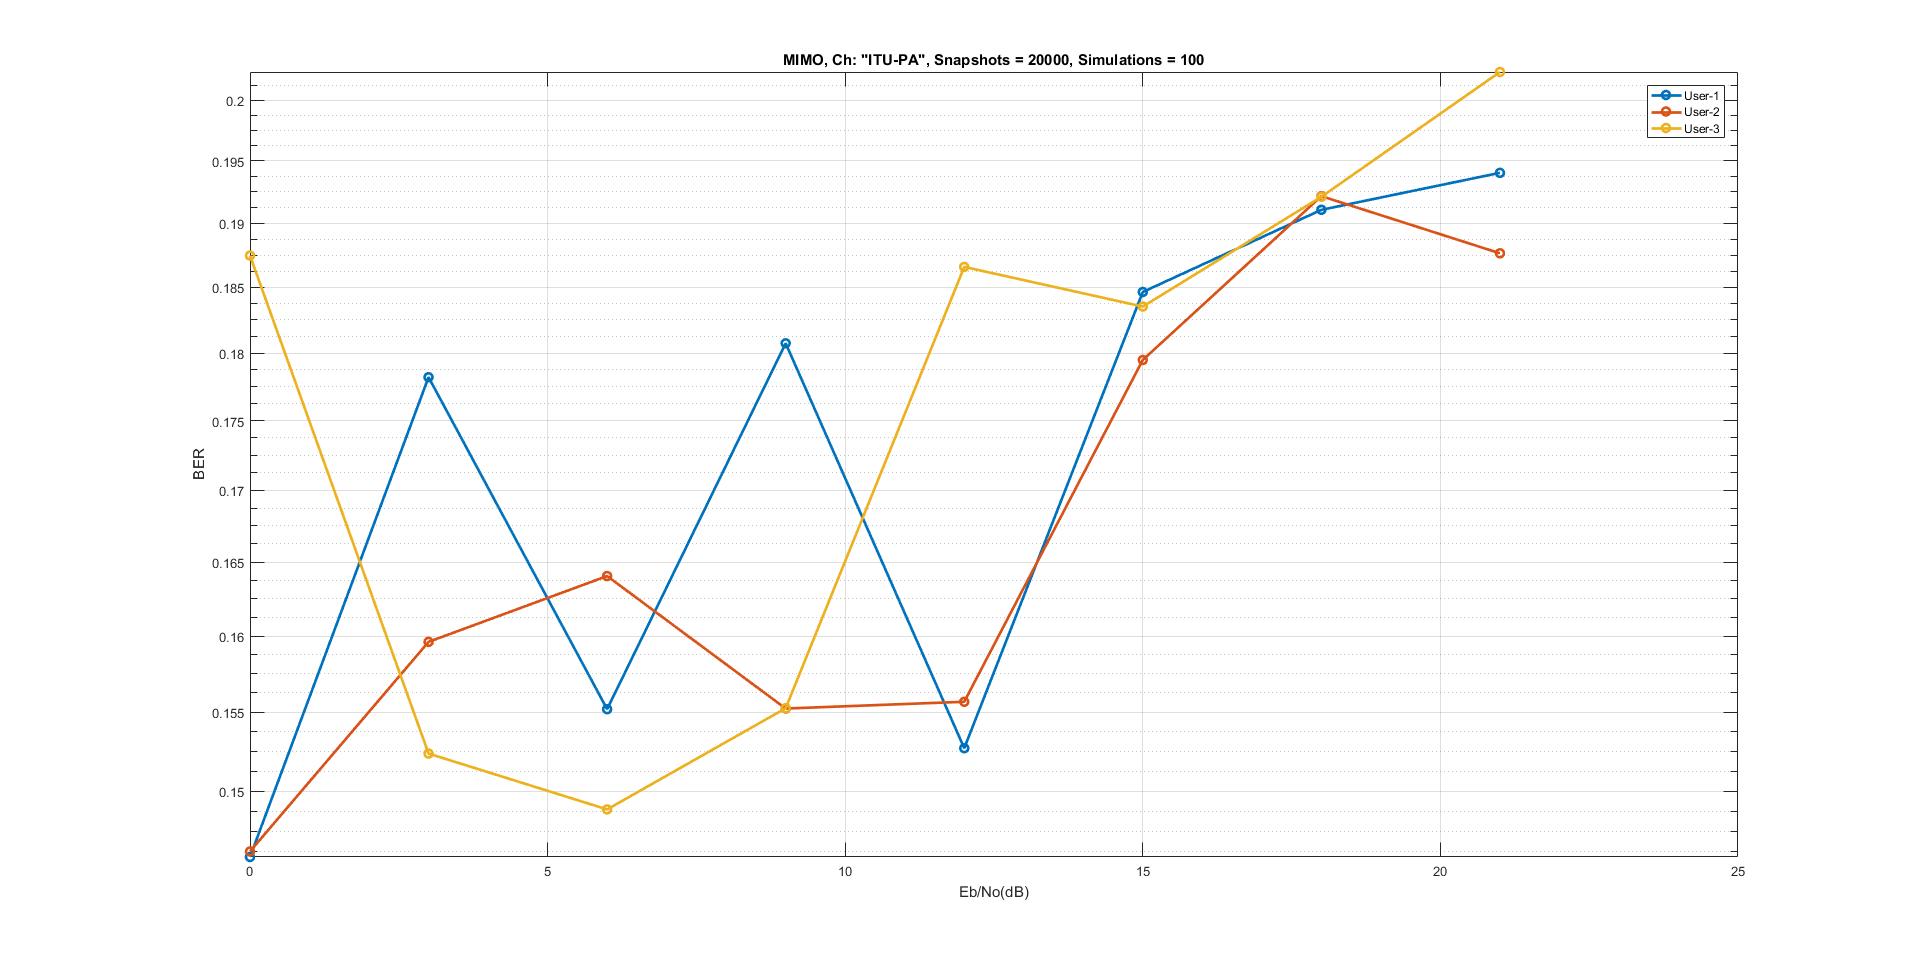 MIMO, Ch: "ITU-PA", Snapshots = 20000, Simulations = 100
User-1
User-2
User-3
0.2
0.195
0.19
0.185
0.18
0.175
0.17
0.165
0.16
0.155
0.15
BER
0 5 10 15 20 25
Eb/No(dB)